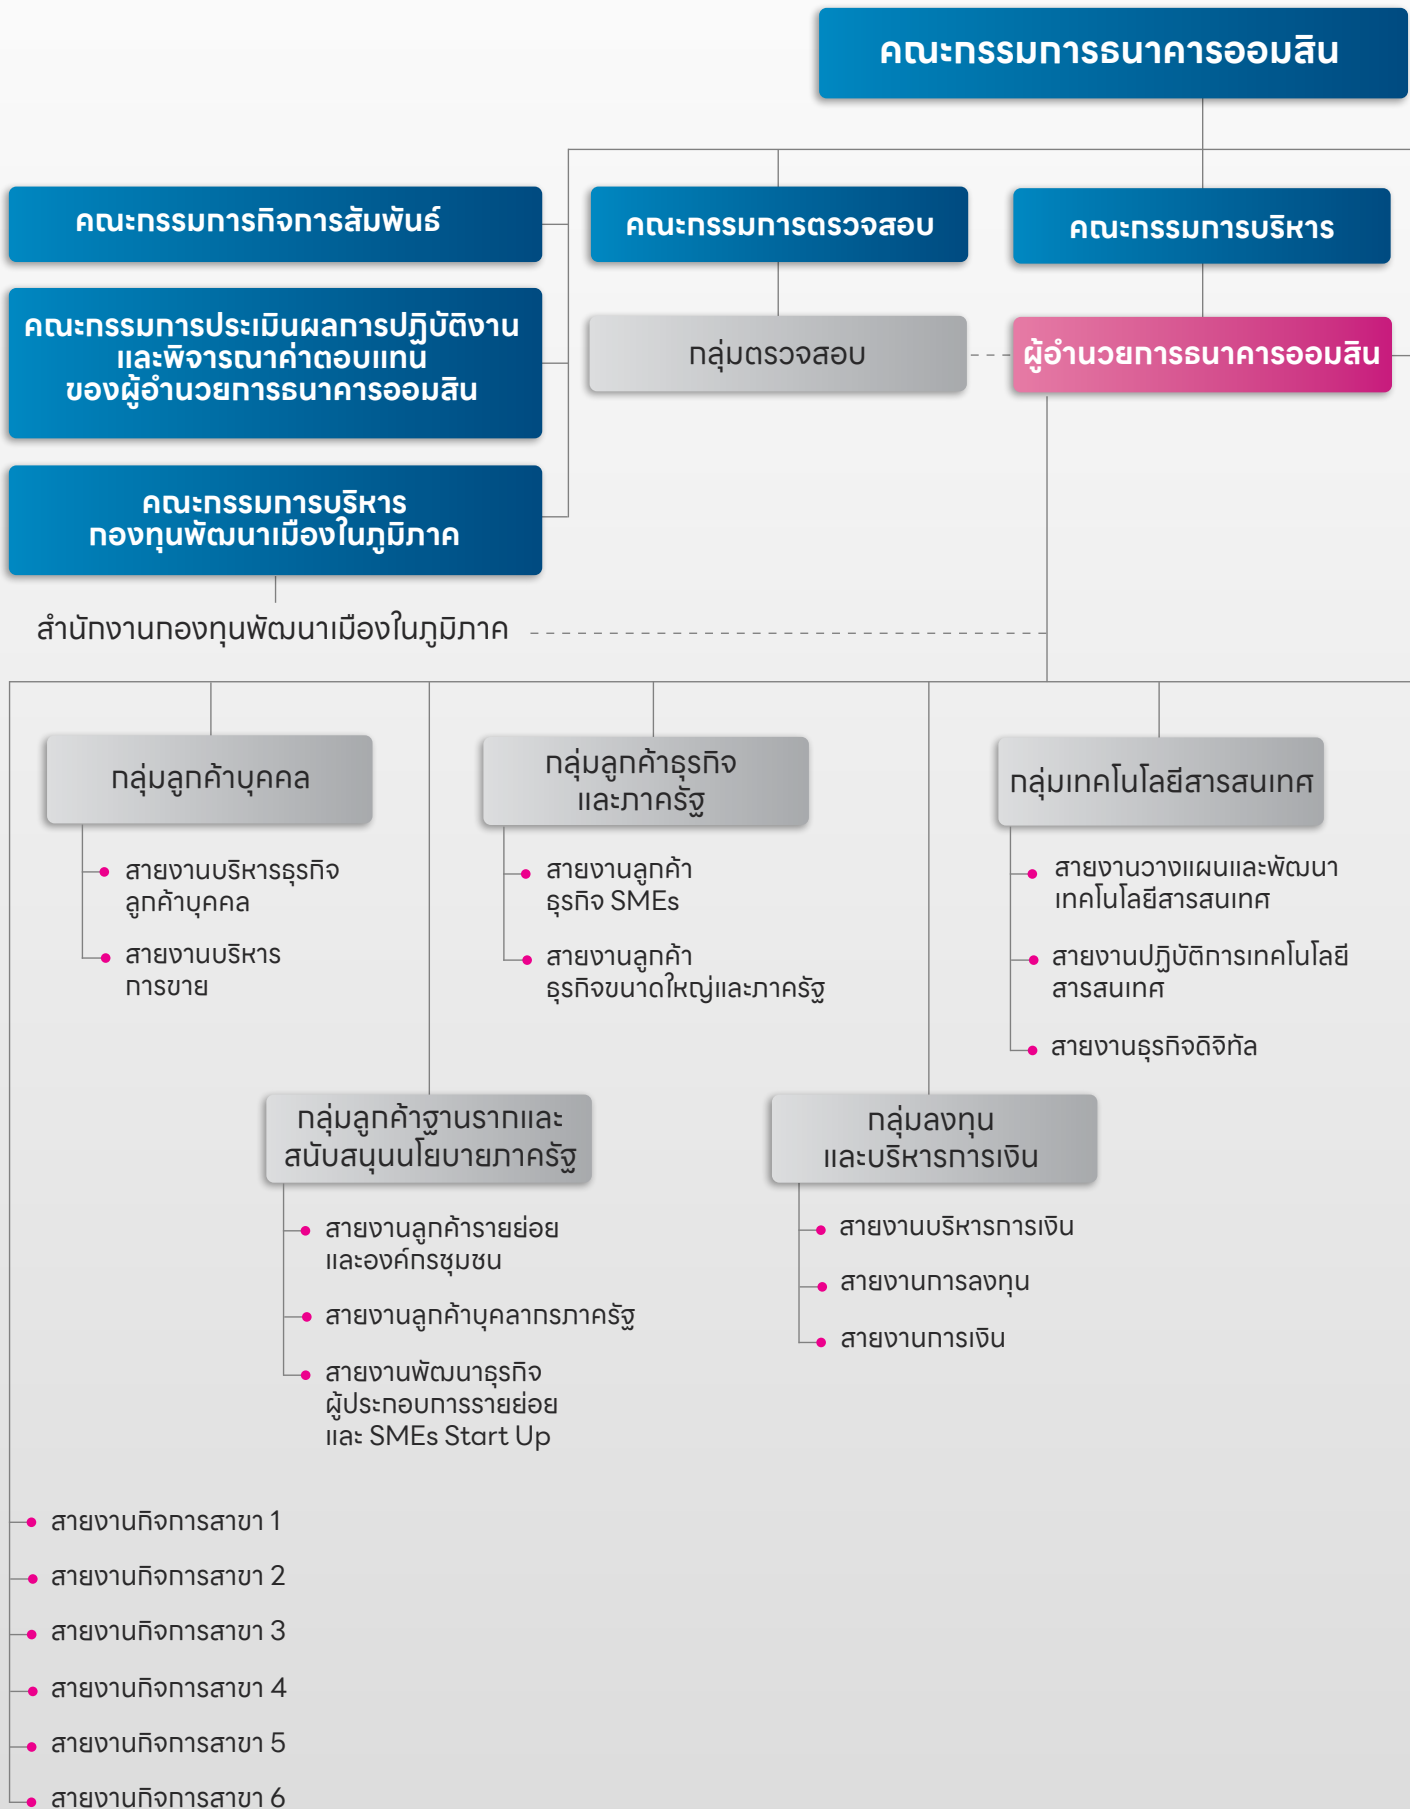 คณะกรรมการธนาคารออมสิน
คณะกรรมการกิจการสัมพันธ์
คณะกรรมการตรวจสอบ
คณะกรรมการบริหาร
คณะกรรมการประเมินผลการปฏิบัติงาน
และพิจารณาค่าตอบแทน
ของผู้อำนวยการธนาคารออมสิน
กลุ่มตรวจสอบ
ผู้อำนวยการธนาคารออมสิน
คณะกรรมการบริหาร
กองทุนพัฒนาเมืองในภูมิภาค
สำนักงานกองทุนพัฒนาเมืองในภูมิภาค
กลุ่มลูกค้าบุคคล
สายงานบริหารธุรกิจ
ลูกค้าบุคคล
สายงานบริหาร
การขาย
กลุ่มลูกค้าธุรกิจ
และภาครัฐ
สายงานลูกค้า
ธุรกิจ SMEs
สายงานลูกค้า
ธุรกิจขนาดใหญ่และภาครัฐ
กลุ่มเทคโนโลยีสารสนเทศ
สายงานวางแผนและพัฒนา
เทคโนโลยีสารสนเทศ
สายงานปฏิบัติการเทคโนโลยี
สารสนเทศ
สายงานธุรกิจดิจิทัล
กลุ่มลูกค้าฐานรากและ
สนับสนุนนโยบายภาครัฐ
สายงานลูกค้ารายย่อย
และองค์กรชุมชน
สายงานลูกค้าบุคลากรภาครัฐ
สายงานพัฒนาธุรกิจ
ผู้ประกอบการรายย่อย
และ SMEs Start Up
กลุ่มลงทุน
และบริหารการเงิน
สายงานบริหารการเงิน
สายงานการลงทุน
สายงานการเงิน
สายงานกิจการสาขา 1
สายงานกิจการสาขา 2
สายงานกิจการสาขา 3
สายงานกิจการสาขา 4
สายงานกิจการสาขา 5
สายงานกิจการสาขา 6